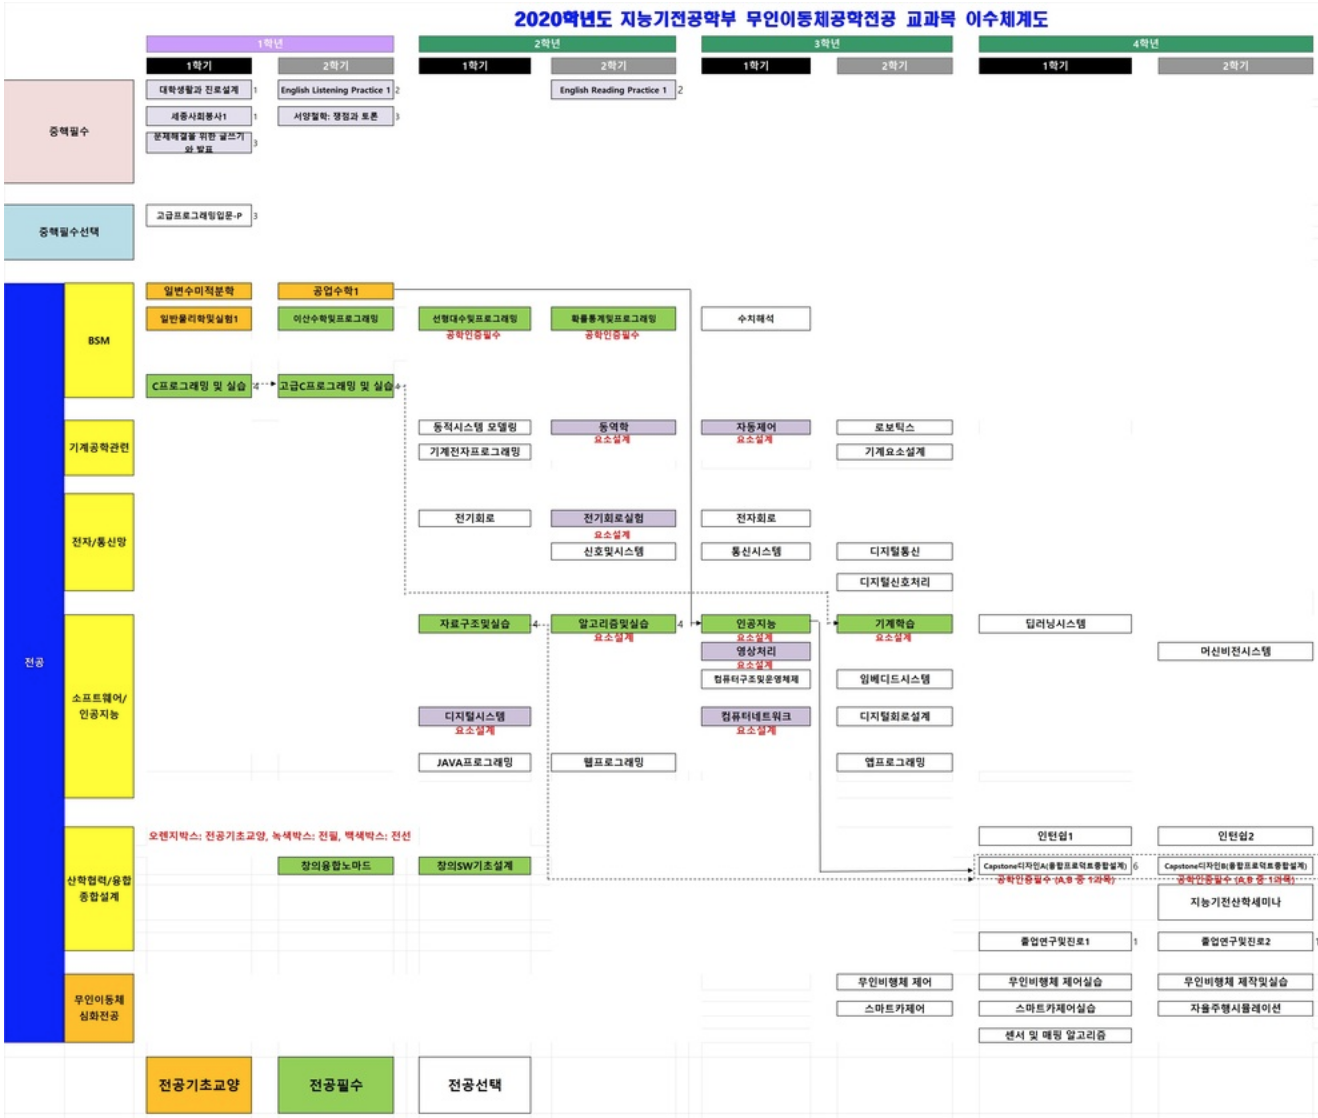 2020학년도 지능기전공학부 무인이동체공학전공 교과목 이수체계도
1학년 2학년 3학년 4학년
1학기 2학기 1학기 2학기 1학기 2학기 1학기 2학기
중핵필수
대학생활과 진로설계 1 English Listening Practice 1 2 English Reading Practice 1 2
세종사회봉사1 1 서양철학: 쟁점과 토론 3
문제해결을 위한 글쓰기
와 발표 3
중핵필수선택
고급프로그래밍입문-P 3
전공
BSM
일변수미적분학 공업수학1
일반물리학및실험1 이산수학및프로그래밍 선형대수및프로그래밍 확률통계및프로그래밍 수치해석
공학인증필수 공학인증필수
C프로그래밍 및 실습 4 고급C프로그래밍 및 실습 4
기계공학관련
동적시스템 모델링 동역학 자동제어 로보틱스
요소설계 요소설계
기계전자프로그래밍 기계요소설계
전자/통신망
전기회로 전기회로실험 전자회로
요소설계
신호및시스템 통신시스템 디지털통신
디지털신호처리
소프트웨어/
인공지능
자료구조및실습 4 알고리즘및실습 4 인공지능 기계학습 딥러닝시스템
요소설계 요소설계 요소설계
영상처리 머신비전시스템
요소설계
컴퓨터구조및운영체제 임베디드시스템
디지털시스템 컴퓨터네트워크 디지털회로설계
요소설계 요소설계
JAVA프로그래밍 웹프로그래밍 앱프로그래밍
오렌지박스: 전공기초교양, 녹색박스: 전필, 백색박스: 전선
산학협력/융합
종합설계
인턴쉽1 인턴쉽2
창의융합노마드 창의SW기초설계 Capstone디자인A(융합프로덕트종합설계) 6 Capstone디자인B(융합프로덕트종합설계)
공학인증필수 (A,B 중 1과목) 공학인증필수 (A,B 중 1과목)
지능기전산학세미나
졸업연구및진로1 1 졸업연구및진로2 1
무인이동체
심화전공
무인비행체 제어 무인비행체 제어실습 무인비행체 제작및실습
스마트카제어 스마트카제어실습 자율주행시뮬레이션
센서 및 매핑 알고리즘
전공기초교양 전공필수 전공선택